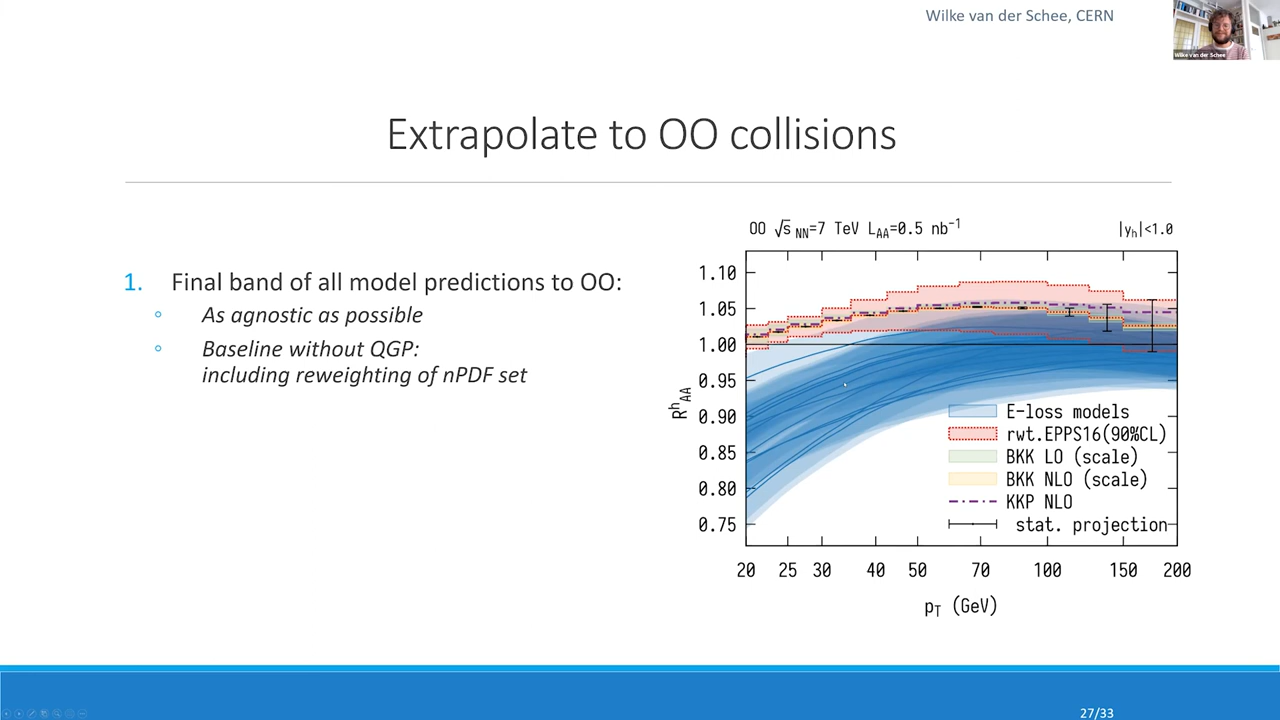 Wilke van der Schee, CERN
Wilke van der Schee
Extrapolate to OO collisions
1. Final band of all model predictions to OO:
As agnostic as possible
Baseline without QGP:
including reweighting of nPDF set
OO √s NN=7 TeV LAA=0.5 nb⁻¹ |yh|<1.0
1.10
1.05
1.00
0.95
0.90
0.85
0.80
0.75
RhAA
E-loss models
rwt.EPPS16(90%CL)
BKK LO (scale)
BKK NLO (scale)
KKP NLO
stat. projection
20 25 30 40 50 70 100 150 200
pT (GeV)
27/33